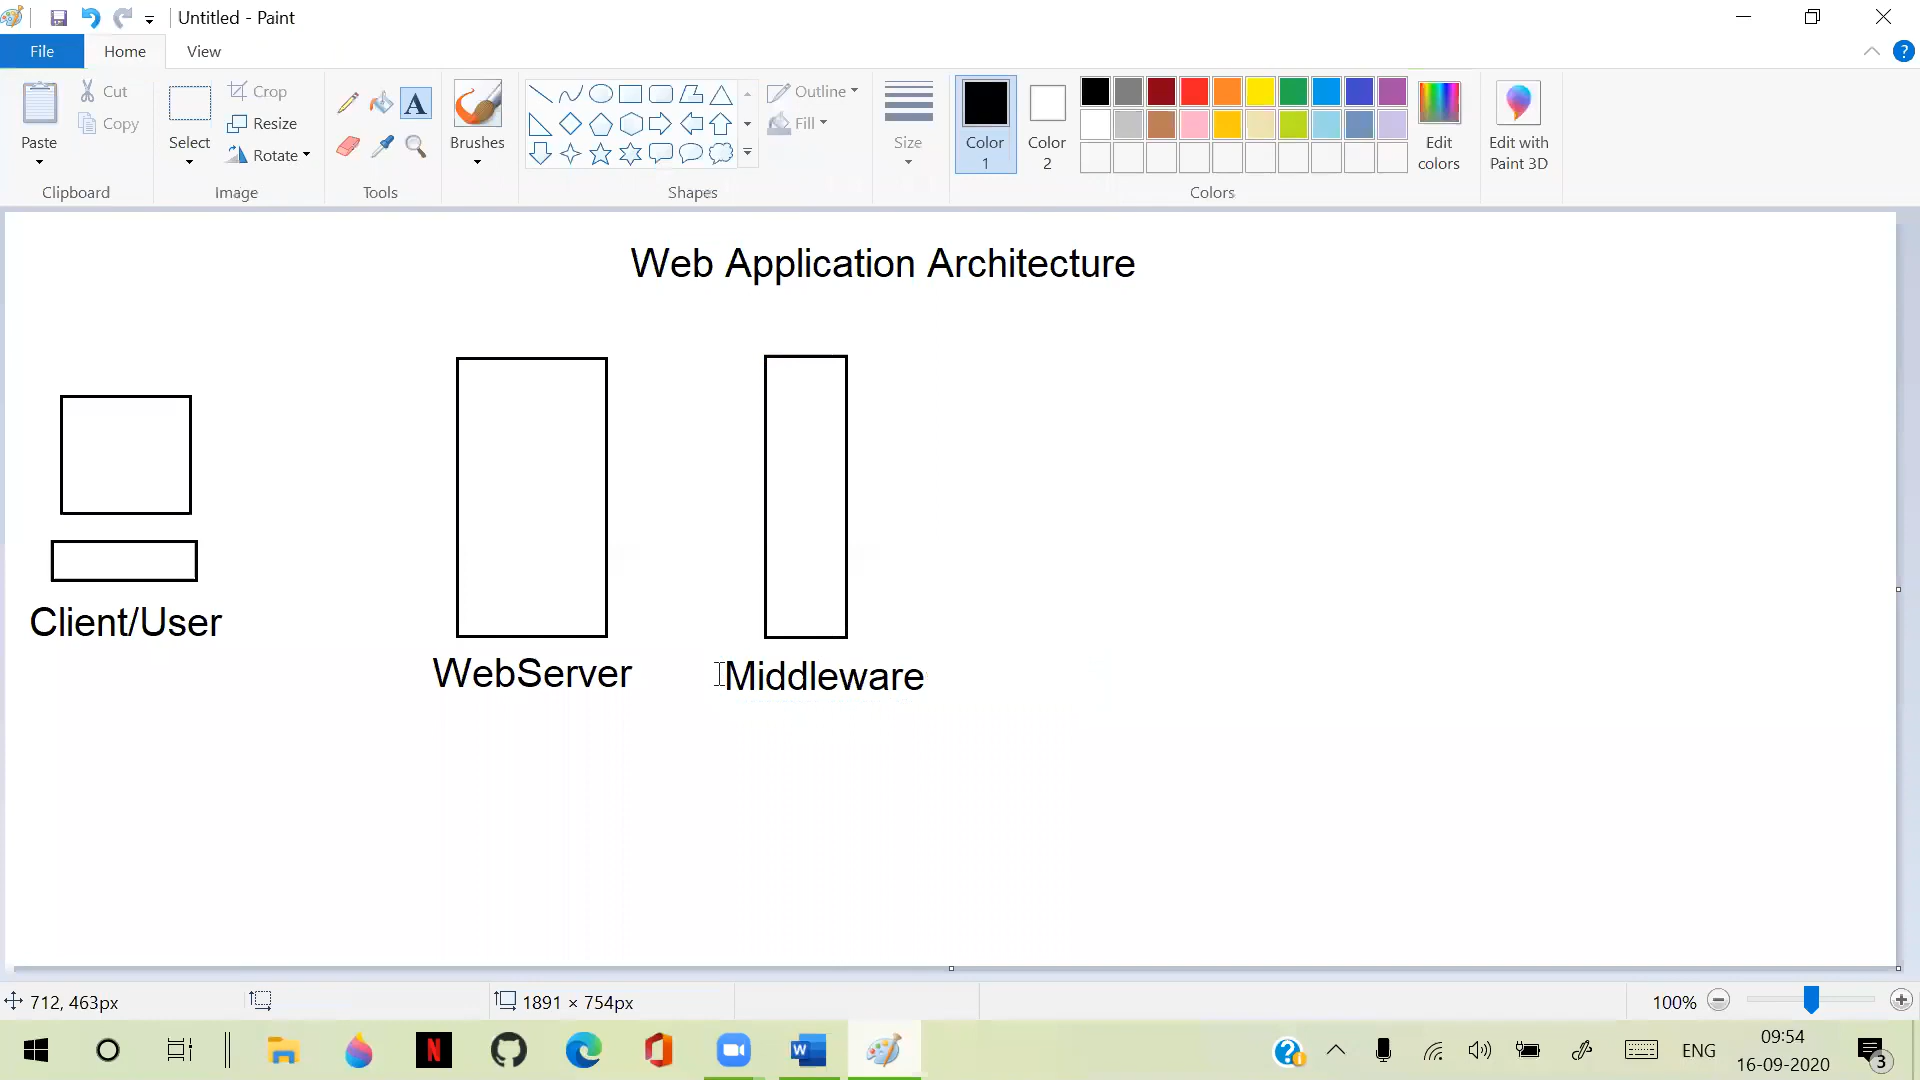 Untitled - Paint
File Home View
Paste
Cut
Copy
Clipboard
Select
Crop
Resize
Rotate
Image
Tools
Brushes
Shapes
Outline
Fill
Size
Color 1
Color 2
Colors
Edit colors
Edit with Paint 3D
Web Application Architecture
Client/User
WebServer
Middleware
712, 463px
1891 × 754px
100%
ENG
09:54
16-09-2020
3